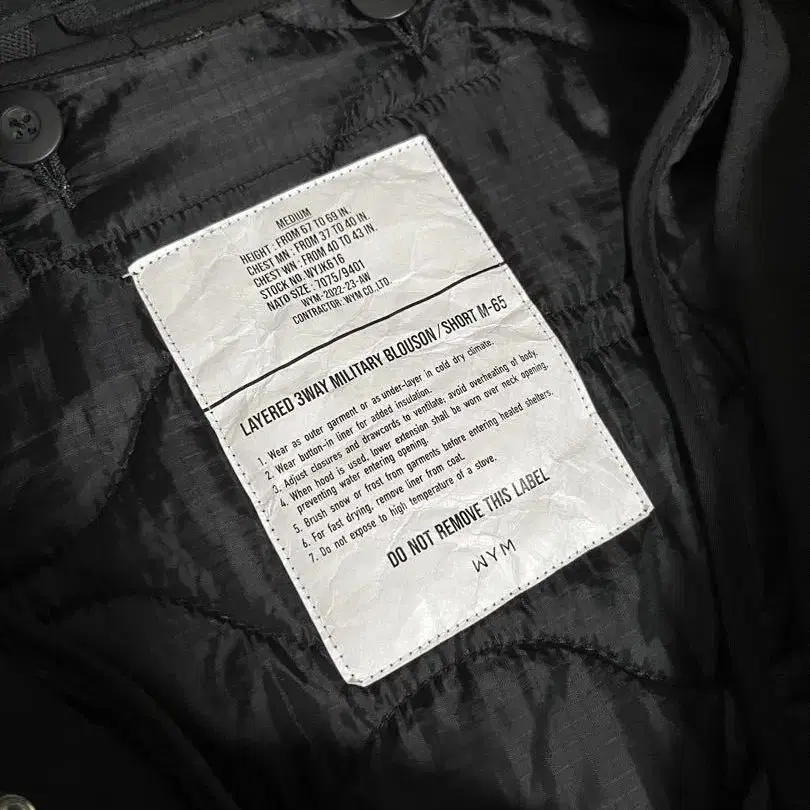 MEDIUM
HEIGHT : FROM 67 TO 69 IN.
CHEST MN : FROM 37 TO 40 IN.
CHEST WN : FROM 40 TO 43 IN.
STOCK NO. WYJK616
NATO SIZE : 7075/9401
WYM-2022-23-AW
CONTRACTOR: WYM CO.,LTD.
LAYERED 3WAY MILITARY BLOUSON/SHORT M-65
1. Wear as outer garment or as under-layer in cold dry climate.
2. Wear button-in liner for added insulation.
3. Adjust closures and drawcords to ventilate; avoid overheating of body.
4. When hood is used, lower extension shall be worn over neck opening,
preventing water entering opening.
5. Brush snow or frost from garments before entering heated shelters.
6. For fast drying, remove liner from coat.
7. Do not expose to high temperature of a stove.
DO NOT REMOVE THIS LABEL
WYM